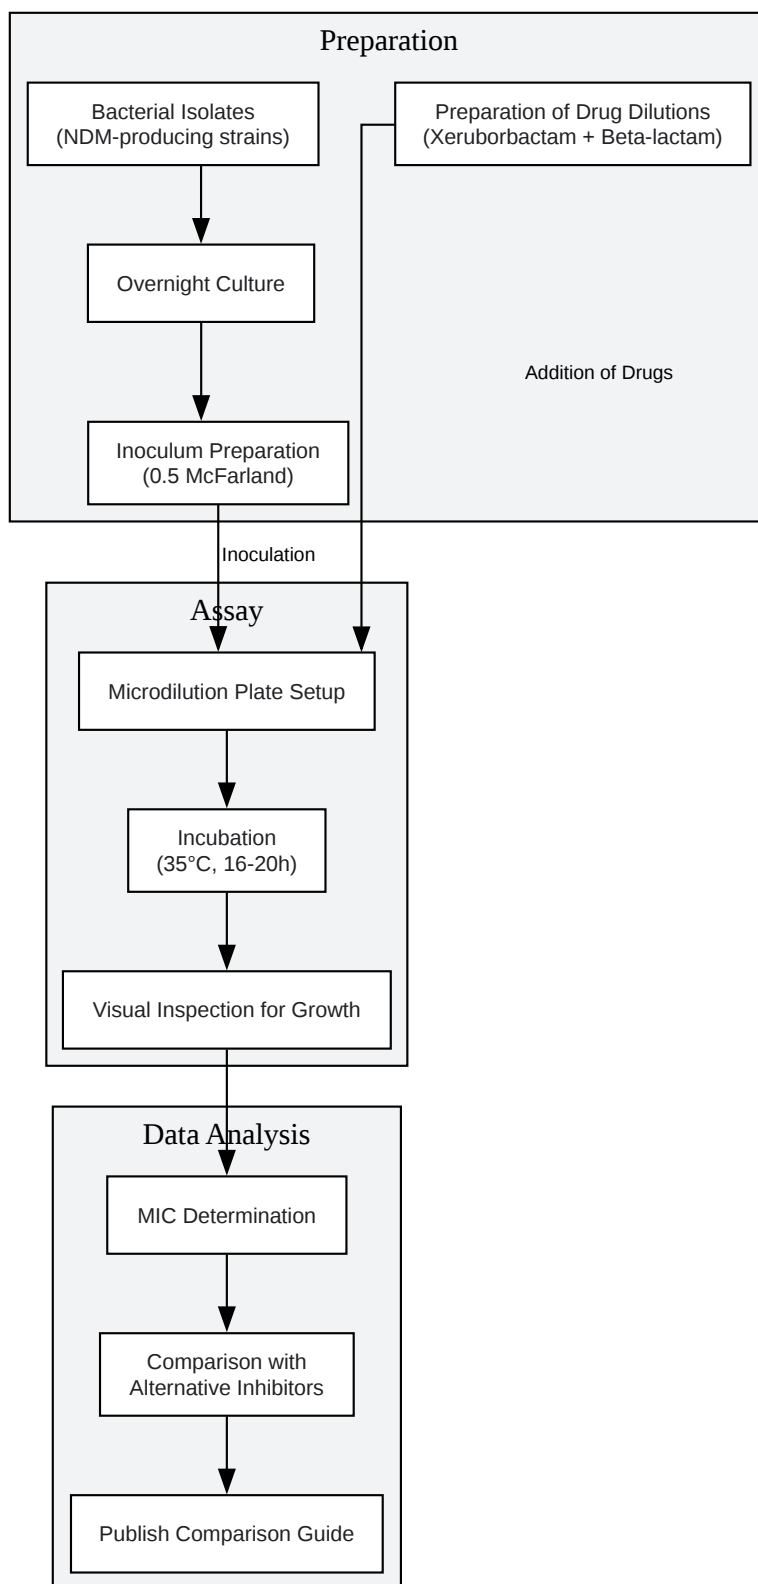 Preparation
Bacterial Isolates
(NDM-producing strains)
Preparation of Drug Dilutions
(Xeruborbactam + Beta-lactam)
Overnight Culture
Addition of Drugs
Inoculum Preparation
(0.5 McFarland)
Inoculation
Assay
Microdilution Plate Setup
Incubation
(35°C, 16-20h)
Visual Inspection for Growth
Data Analysis
MIC Determination
Comparison with
Alternative Inhibitors
Publish Comparison Guide